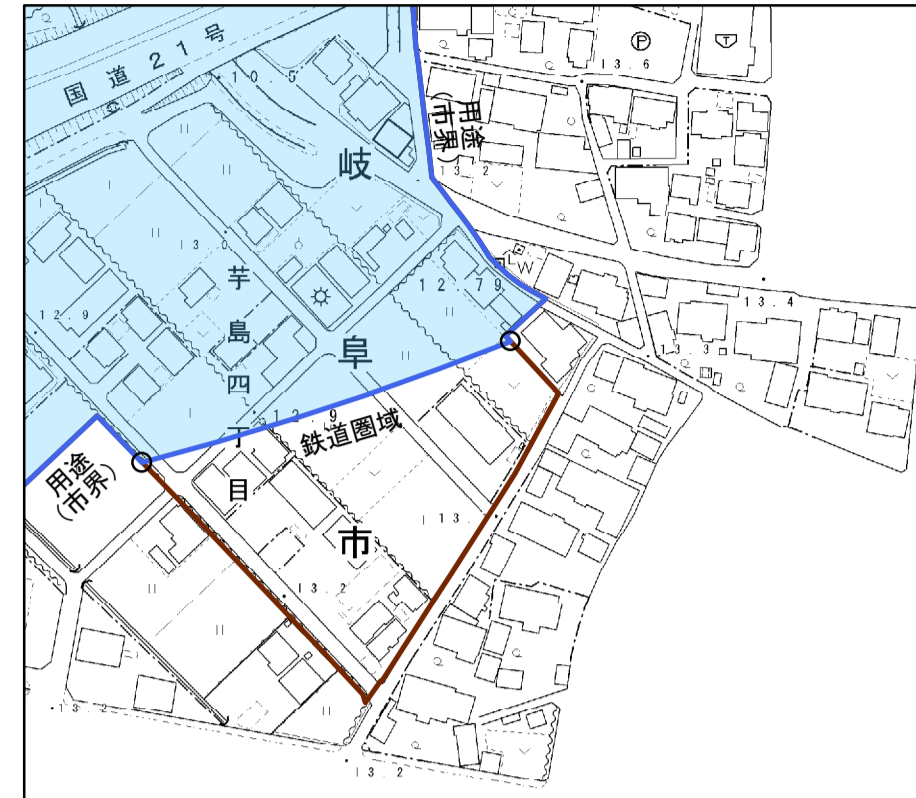 国道21号
10.5
13.6
P
T
用途
(市界)
13.2
岐
13.0
LW
12.79
13.4
芋島四丁目
12.9
阜
13.3
12.9
鉄道圏域
用途
(市界)
市
13.2
13.2
13.2